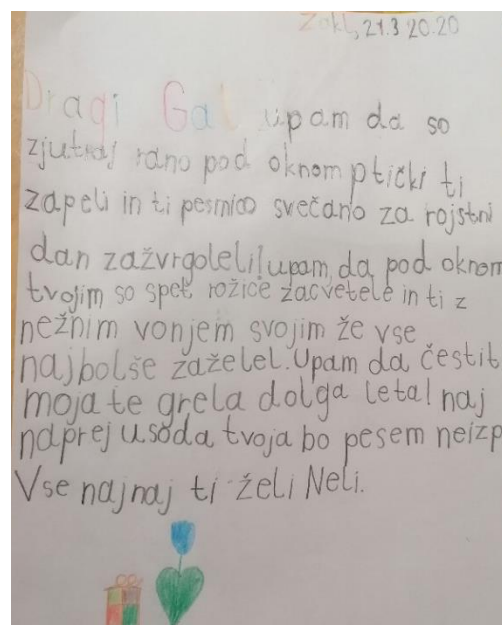 Zakl, 21.3 20.20
Dragi Gal upam da so
zjutraj rano pod oknom ptički ti
zapeli in ti pesmico svečano za rojstni
dan zažvrgoleli! upam, da pod oknom
tvojim so spet rožice zacvetele in ti z
nežnim vonjem svojim že vse
najbolše zaželel. Upam da čestit
moja te grela dolga leta! naj
naprej usoda tvoja bo pesem neizp
Vse najnaj ti želi Neli.